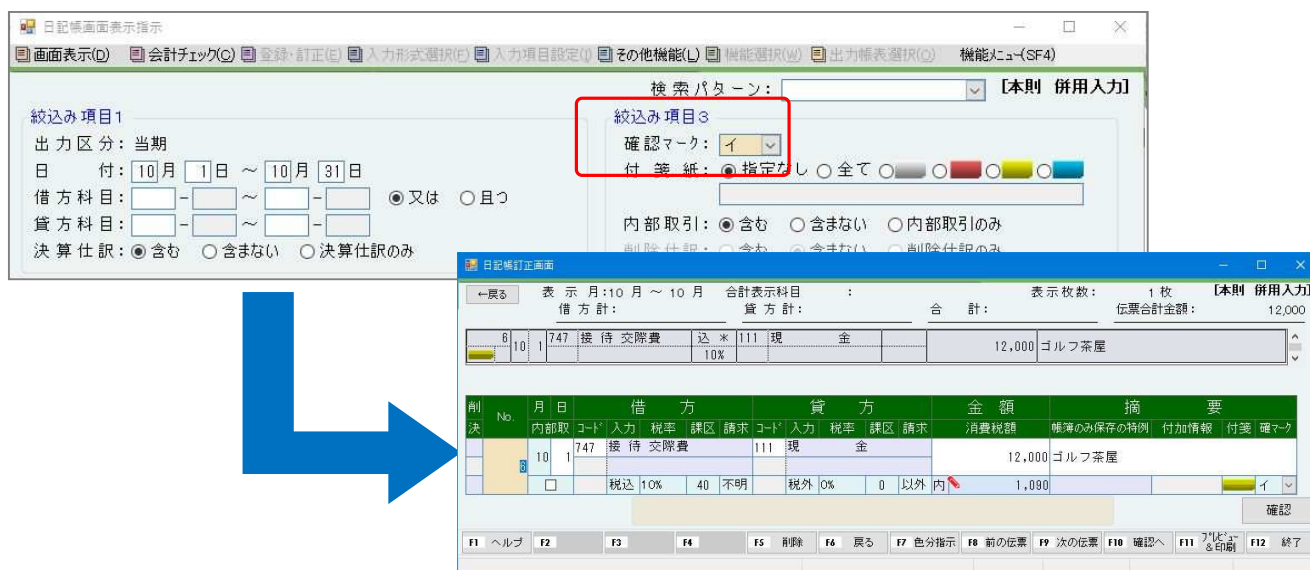 日記帳画面表示指示
画面表示(D) 会計チェック(C) 登録・訂正(E) 入力形式選択(F) 入力項目設定(I) その他機能(L) 機能選択(W) 出力帳表選択(O) 機能メニュー(SF4)
検索パターン: [本則 併用入力]
絞込み項目1
出力区分: 当期
日 付: 10月 1日 ～ 10月 31日
借方科目: - ～ - 又は 且つ
貸方科目: - ～ -
決算仕訳: 含む 含まない 決算仕訳のみ
絞込み項目3
確認マーク: イ
付箋紙: 指定なし 全て
内部取引: 含む 含まない 内部取引のみ
削除仕訳: 含む 含まない 削除仕訳のみ
日記帳訂正画面
←戻る 表示月:10月 ～ 10月 合計表示科目 : 表示枚数: 1枚 [本則 併用入力]
借方計: 貸方計: 合計: 伝票合計金額: 12,000
6 10 1 747 接待交際費 込 * 111 現金 12,000 ゴルフ茶屋
10%
削 No. 月 日 借方 貸方 金額 摘要
決 内部取 コード 入力 税率 課区 請求 コード 入力 税率 課区 請求 消費税額 帳簿のみ保存の特例 付加情報 付箋 確マーク
6 10 1 747 接待交際費 111 現金 12,000 ゴルフ茶屋
税込 10% 40 不明 税外 0% 0 以外 内 1,090 イ
確認
F1 ヘルプ F2 F3 F4 F5 削除 F6 戻る F7 色分指示 F8 前の伝票 F9 次の伝票 F10 確認へ F11 プレビュー&印刷 F12 終了